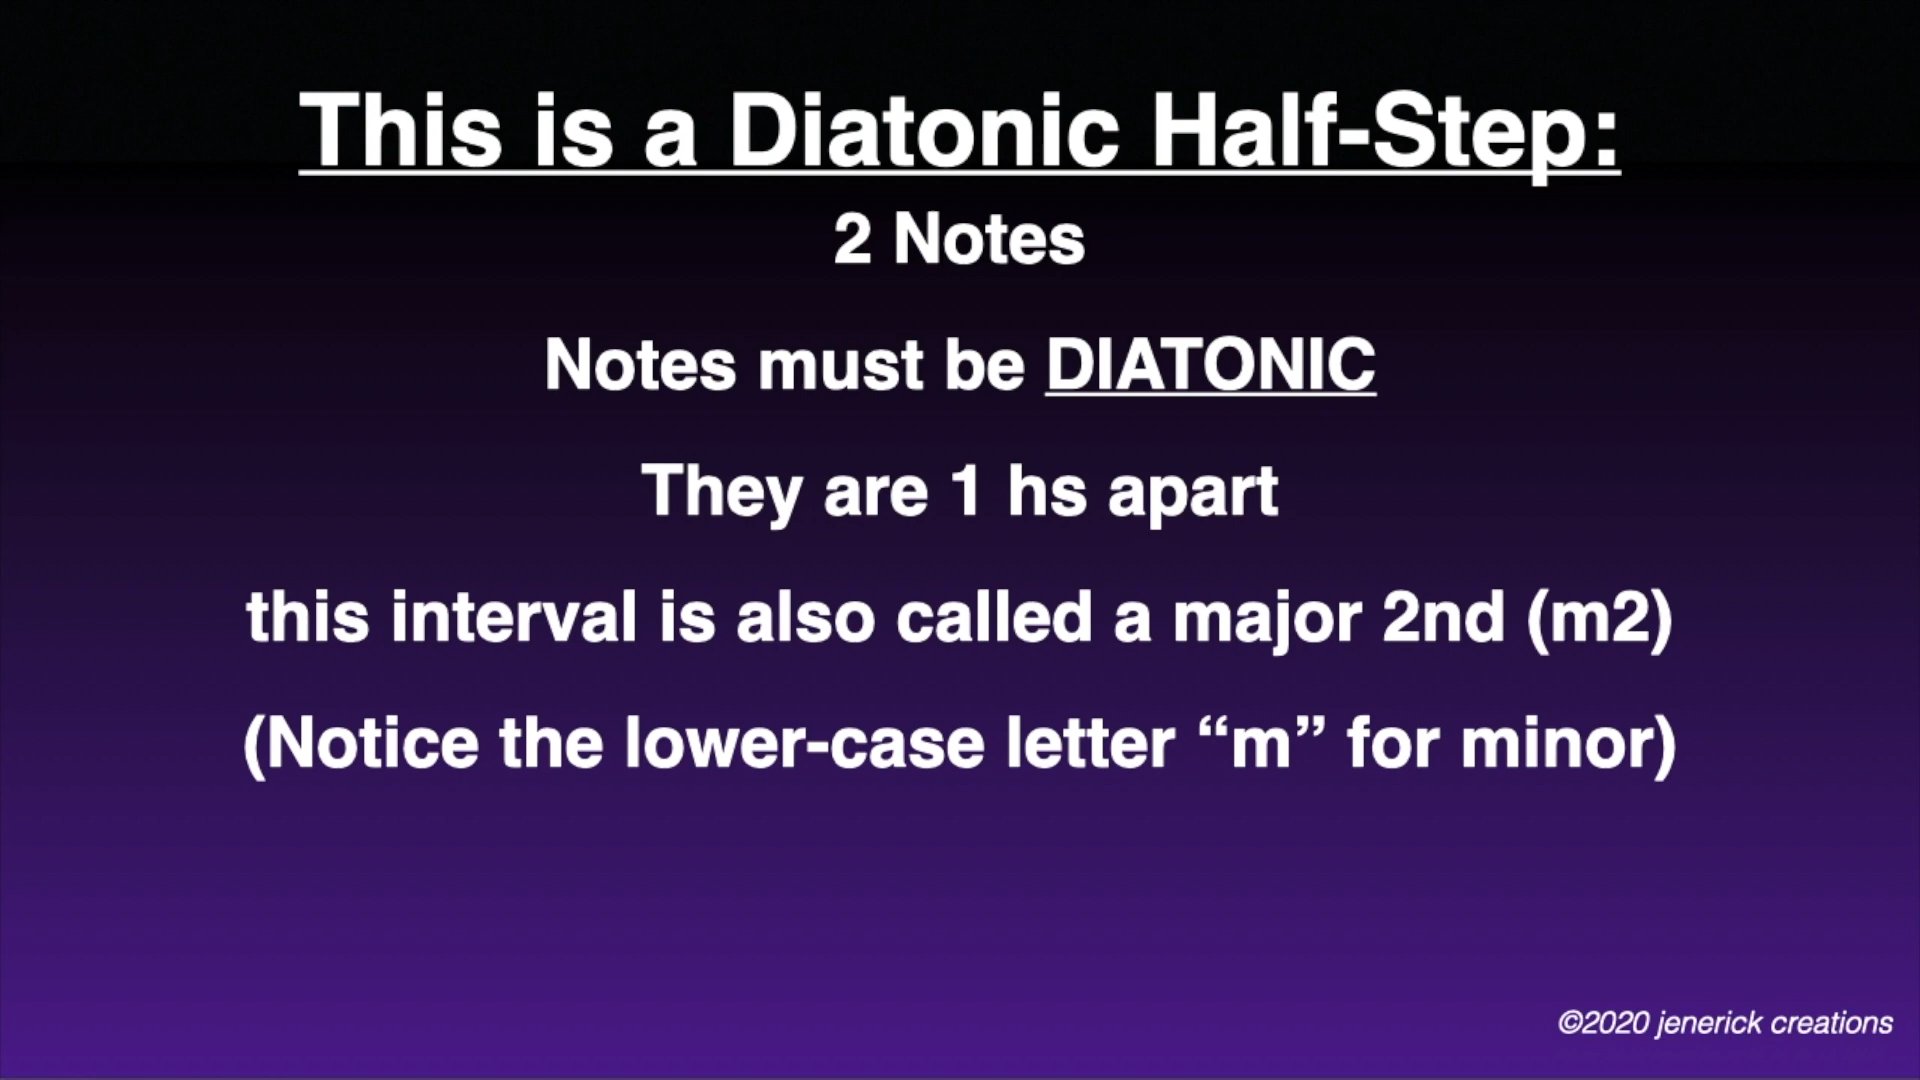 This is a Diatonic Half-Step:
2 Notes
Notes must be DIATONIC
They are 1 hs apart
this interval is also called a major 2nd (m2)
(Notice the lower-case letter “m” for minor)
©2020 jenerick creations